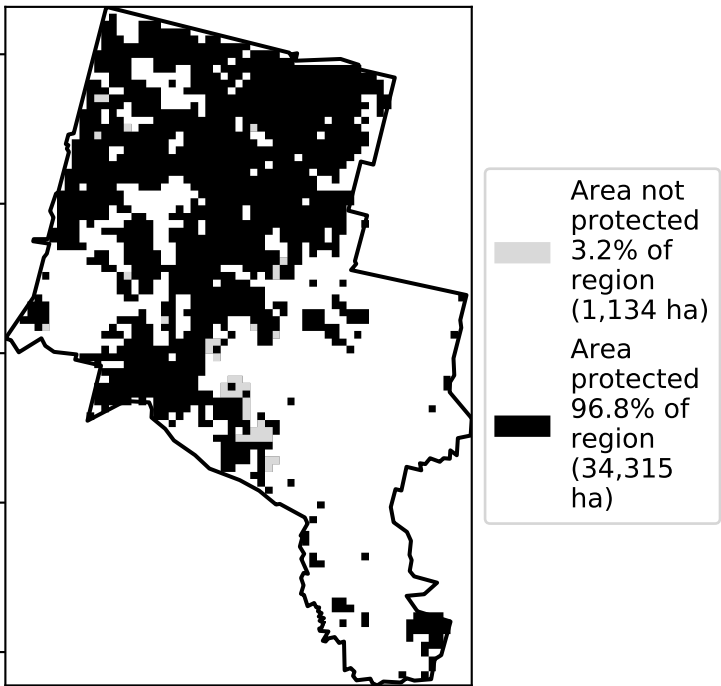 Area not
protected
3.2% of
region
(1,134 ha)
Area
protected
96.8% of
region
(34,315
ha)